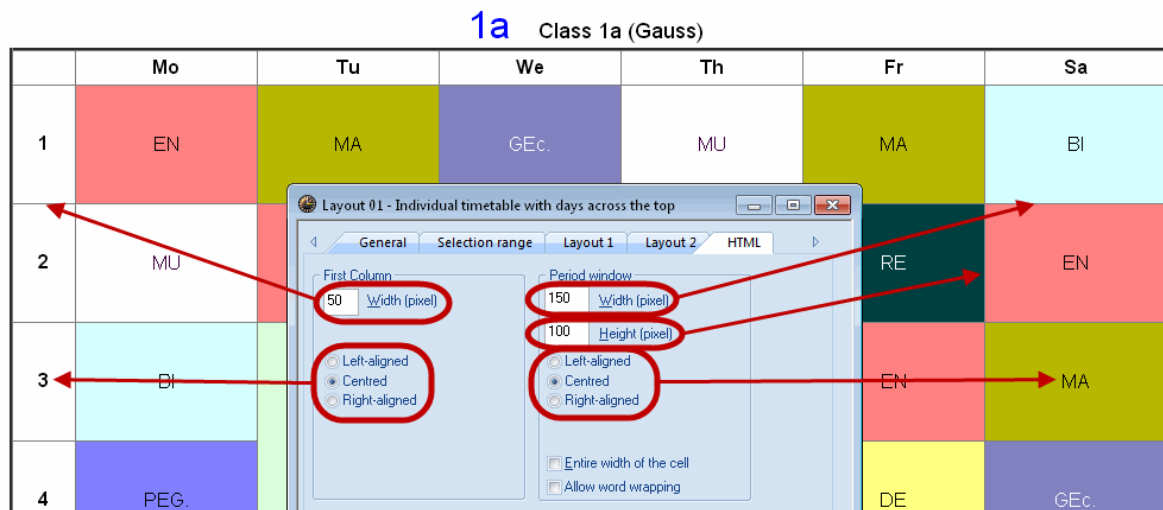 1a Class 1a (Gauss)
Mo Tu We Th Fr Sa
1 EN MA GEc. MU MA BI
Layout 01 - Individual timetable with days across the top
General Selection range Layout 1 Layout 2 HTML
2 MU RE EN
First Column Period window
50 Width (pixel) 150 Width (pixel)
100 Height (pixel)
Left-aligned Left-aligned
3 BI Centred Centred EN MA
Right-aligned Right-aligned
Entire width of the cell
Allow word wrapping
4 PEG. DE GEc.